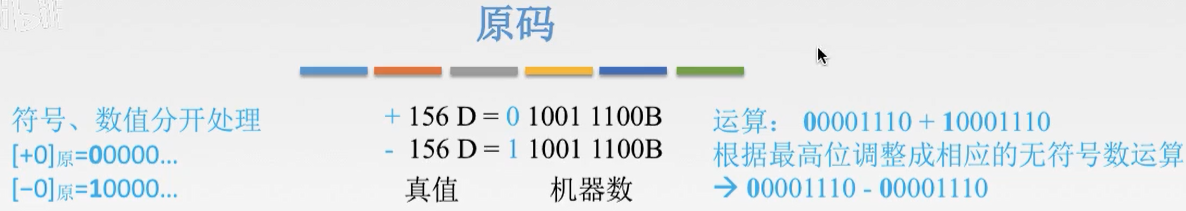 原码
符号、数值分开处理
[+0]原=00000...
[−0]原=10000...
+ 156 D = 0 1001 1100B
- 156 D = 1 1001 1100B
真值 机器数
运算： 00001110 + 10001110
根据最高位调整成相应的无符号数运算
→ 00001110 - 00001110